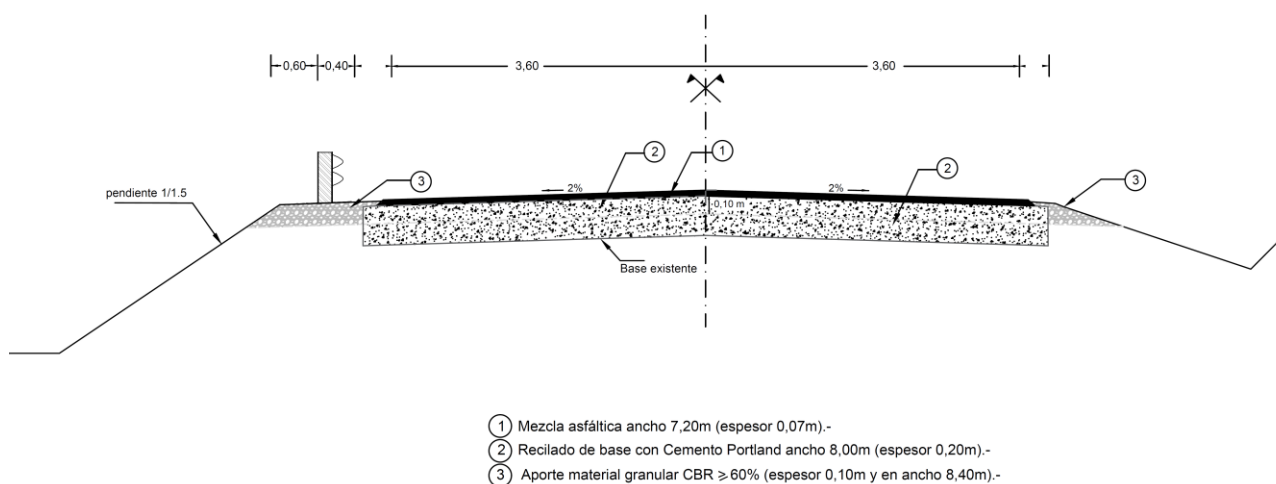 0,60
0,40
3,60
3,60
2
1
2
3
3
pendiente 1/1.5
2%
2%
0,10 m
Base existente
1 Mezcla asfáltica ancho 7,20m (espesor 0,07m).-
2 Recilado de base con Cemento Portland ancho 8,00m (espesor 0,20m).-
3 Aporte material granular CBR ⩾ 60% (espesor 0,10m y en ancho 8,40m).-